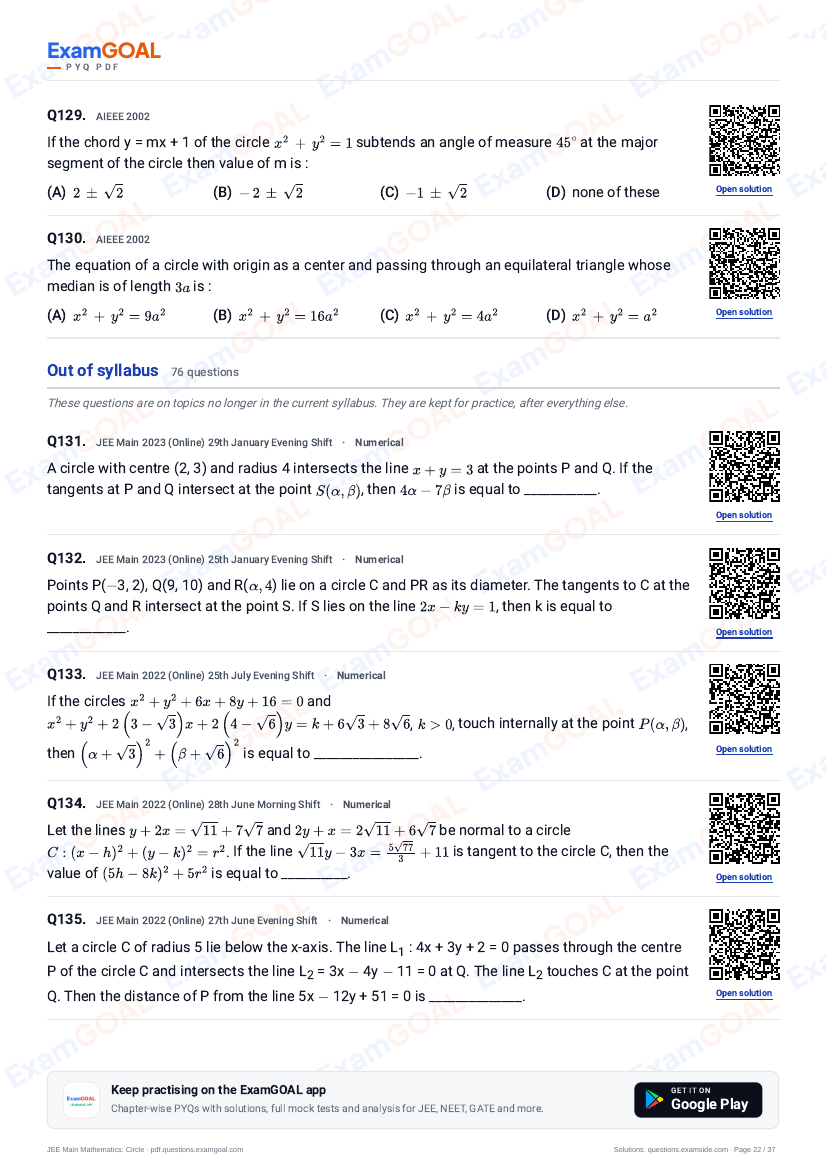 ExamGOAL
PYQ PDF
Q129. AIEEE 2002
If the chord y = mx + 1 of the circle x² + y² = 1 subtends an angle of measure 45° at the major
segment of the circle then value of m is :
(A) 2 ± √2 (B) −2 ± √2 (C) −1 ± √2 (D) none of these
Open solution
Q130. AIEEE 2002
The equation of a circle with origin as a center and passing through an equilateral triangle whose
median is of length 3a is :
(A) x² + y² = 9a² (B) x² + y² = 16a² (C) x² + y² = 4a² (D) x² + y² = a²
Open solution
Out of syllabus 76 questions
These questions are on topics no longer in the current syllabus. They are kept for practice, after everything else.
Q131. JEE Main 2023 (Online) 29th January Evening Shift · Numerical
A circle with centre (2, 3) and radius 4 intersects the line x + y = 3 at the points P and Q. If the
tangents at P and Q intersect at the point S(α, β), then 4α − 7β is equal to ___________.
Open solution
Q132. JEE Main 2023 (Online) 25th January Evening Shift · Numerical
Points P(−3, 2), Q(9, 10) and R(α, 4) lie on a circle C and PR as its diameter. The tangents to C at the
points Q and R intersect at the point S. If S lies on the line 2x − ky = 1, then k is equal to
____________.
Open solution
Q133. JEE Main 2022 (Online) 25th July Evening Shift · Numerical
If the circles x² + y² + 6x + 8y + 16 = 0 and
x² + y² + 2(3 − √3)x + 2(4 − √6)y = k + 6√3 + 8√6, k > 0, touch internally at the point P(α, β),
then (α + √3)² + (β + √6)² is equal to ________________.
Open solution
Q134. JEE Main 2022 (Online) 28th June Morning Shift · Numerical
Let the lines y + 2x = √11 + 7√7 and 2y + x = 2√11 + 6√7 be normal to a circle
C : (x − h)² + (y − k)² = r². If the line √11y − 3x = 5√77/3 + 11 is tangent to the circle C, then the
value of (5h − 8k)² + 5r² is equal to __________.
Open solution
Q135. JEE Main 2022 (Online) 27th June Evening Shift · Numerical
Let a circle C of radius 5 lie below the x-axis. The line L₁ : 4x + 3y + 2 = 0 passes through the centre
P of the circle C and intersects the line L₂ = 3x − 4y − 11 = 0 at Q. The line L₂ touches C at the point
Q. Then the distance of P from the line 5x − 12y + 51 = 0 is ______________.
Open solution
ExamGOAL
Keep practising on the ExamGOAL app
Chapter-wise PYQs with solutions, full mock tests and analysis for JEE, NEET, GATE and more.
GET IT ON
Google Play
JEE Main Mathematics: Circle · pdf.questions.examgoal.com Solutions: questions.examside.com · Page 22 / 37